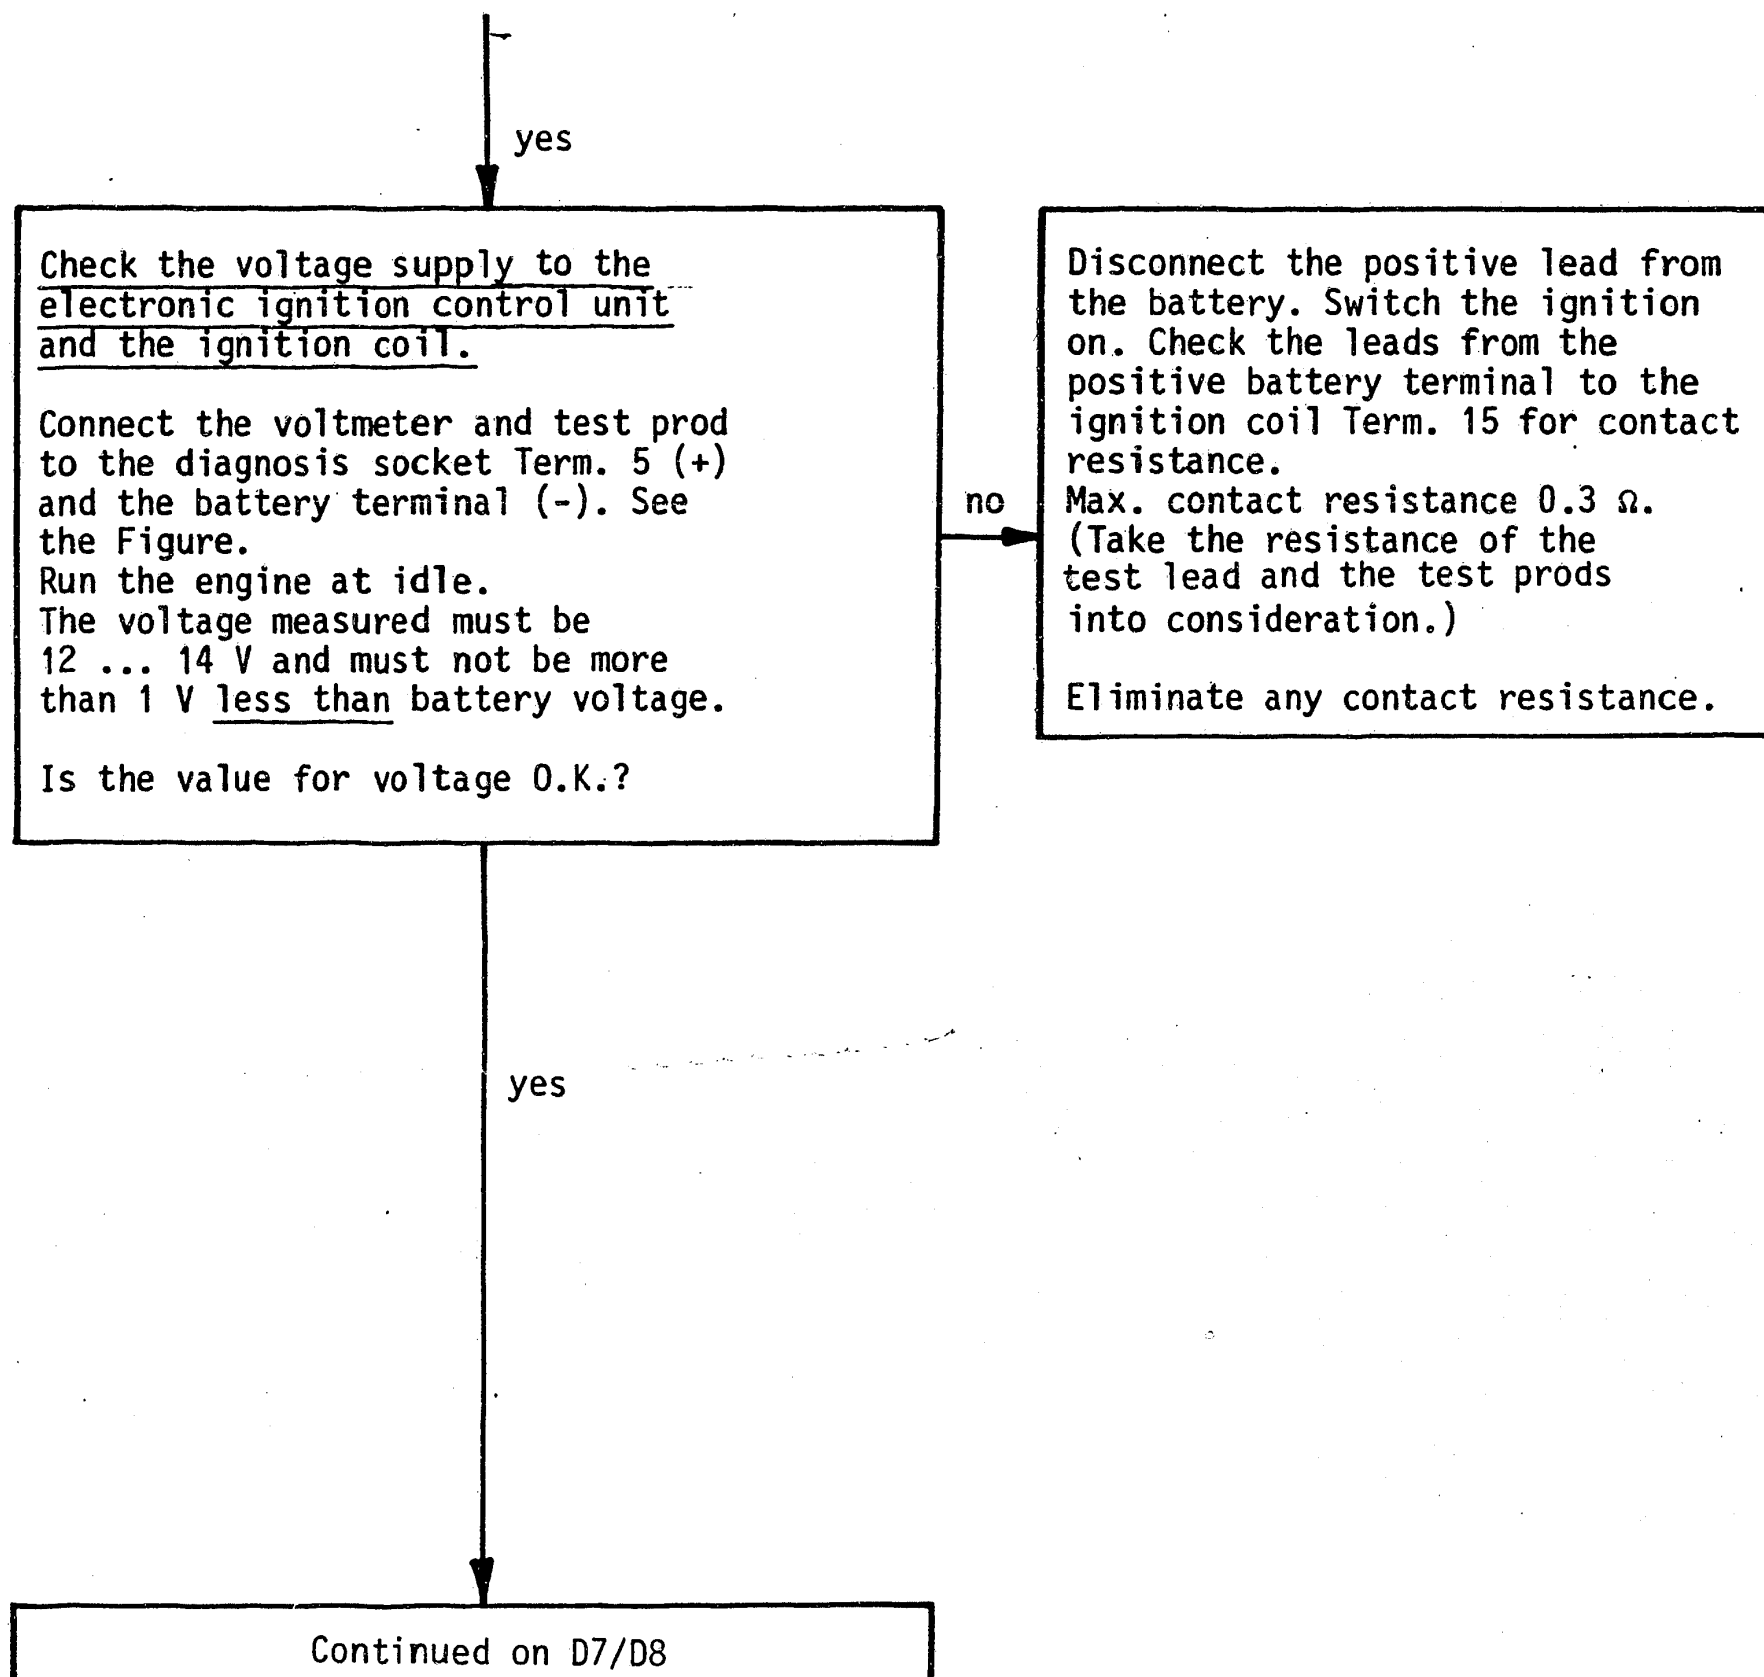 yes
Check the voltage supply to the
electronic ignition control unit
and the ignition coil.
Connect the voltmeter and test prod
to the diagnosis socket Term. 5 (+)
and the battery terminal (-). See
the Figure.
Run the engine at idle.
The voltage measured must be
12 ... 14 V and must not be more
than 1 V less than battery voltage.
Is the value for voltage O.K.?
no
Disconnect the positive lead from
the battery. Switch the ignition
on. Check the leads from the
positive battery terminal to the
ignition coil Term. 15 for contact
resistance.
Max. contact resistance 0.3 Ω.
(Take the resistance of the
test lead and the test prods
into consideration.)
Eliminate any contact resistance.
yes
Continued on D7/D8